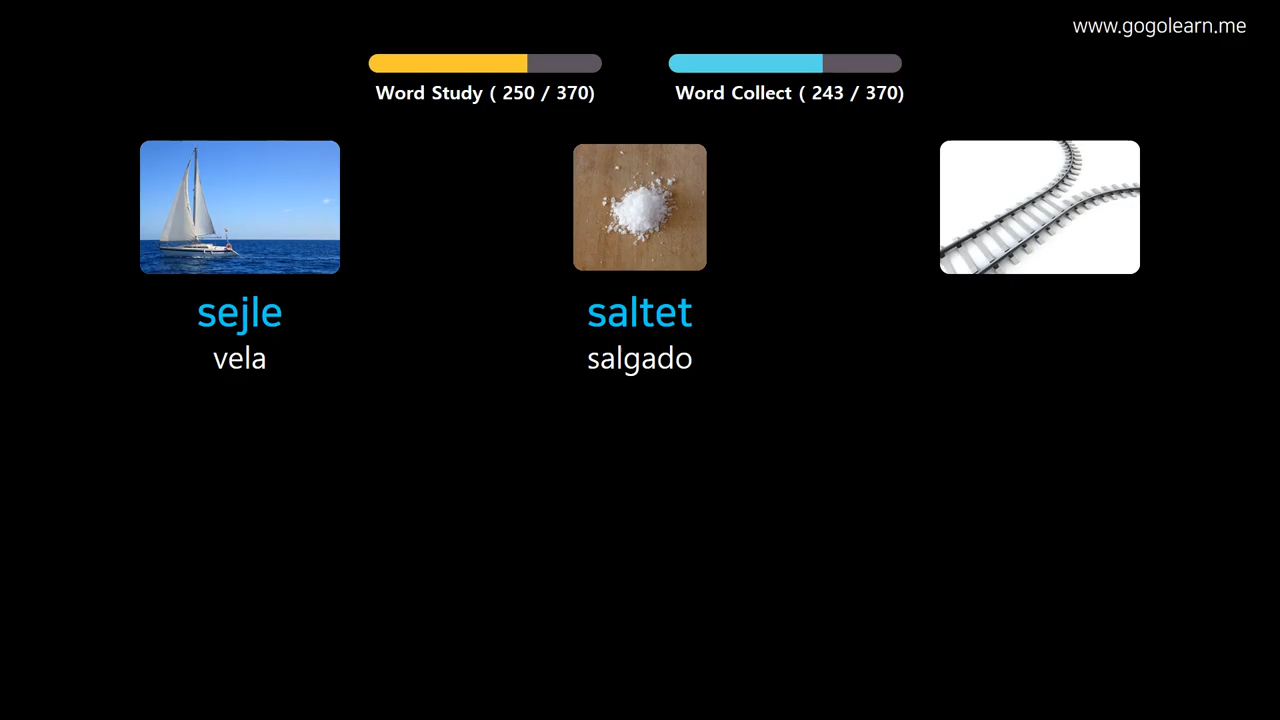 www.gogolearn.me
Word Study ( 250 / 370)
Word Collect ( 243 / 370)
sejle
vela
saltet
salgado